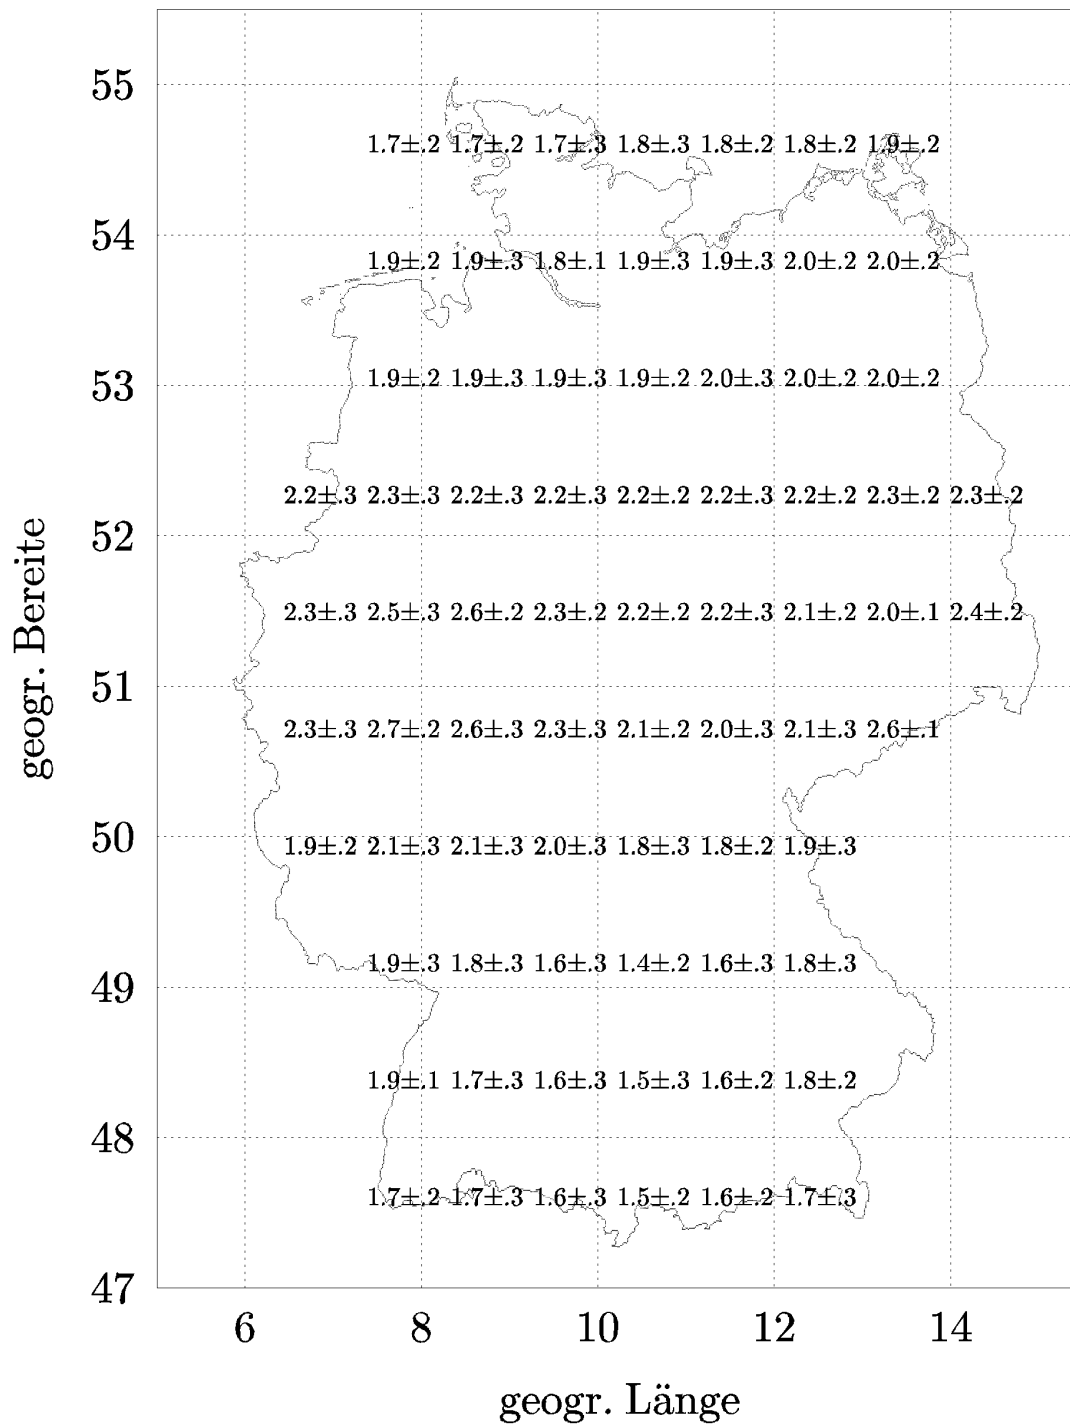 55
1.7±.2 1.7±.2 1.7±.3 1.8±.3 1.8±.2 1.8±.2 1.9±.2
54
1.9±.2 1.9±.3 1.8±.1 1.9±.3 1.9±.3 2.0±.2 2.0±.2
53
1.9±.2 1.9±.3 1.9±.3 1.9±.2 2.0±.3 2.0±.2 2.0±.2
2.2±.3 2.3±.3 2.2±.3 2.2±.3 2.2±.2 2.2±.3 2.2±.2 2.3±.2 2.3±.2
52
2.3±.3 2.5±.3 2.6±.2 2.3±.2 2.2±.2 2.2±.3 2.1±.2 2.0±.1 2.4±.2
51
2.3±.3 2.7±.2 2.6±.3 2.3±.3 2.1±.2 2.0±.3 2.1±.3 2.6±.1
50
1.9±.2 2.1±.3 2.1±.3 2.0±.3 1.8±.3 1.8±.2 1.9±.3
1.9±.3 1.8±.3 1.6±.3 1.4±.2 1.6±.3 1.8±.3
49
1.9±.1 1.7±.3 1.6±.3 1.5±.3 1.6±.2 1.8±.2
48
1.7±.2 1.7±.3 1.6±.3 1.5±.2 1.6±.2 1.7±.3
47
6 8 10 12 14
geogr. Länge
geogr. Bereite